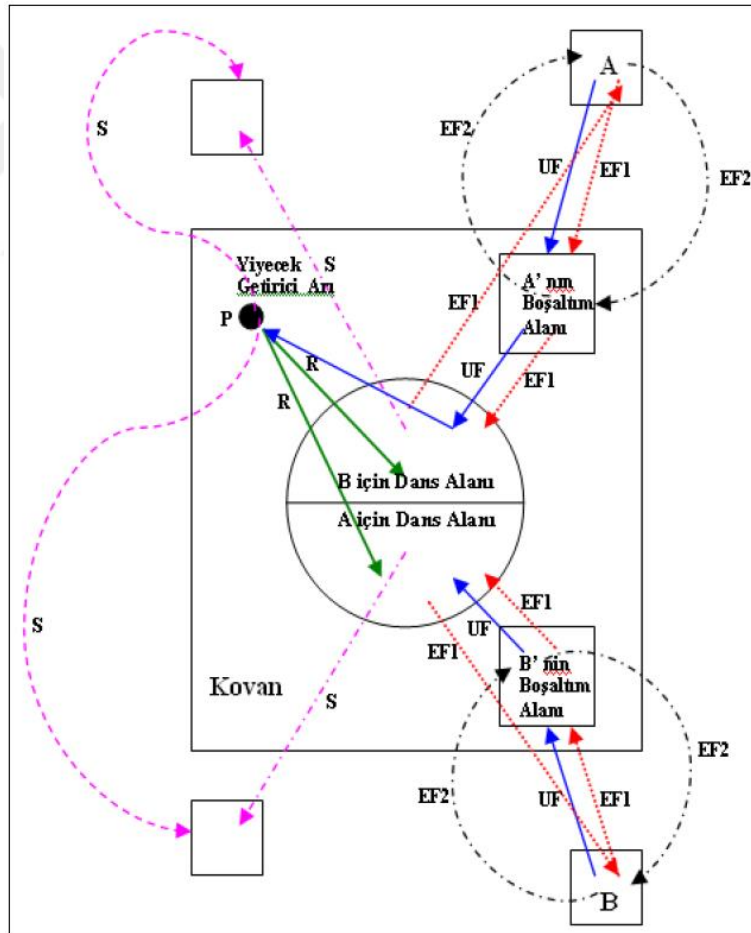 A
S
EF2
UF
EF1
EF2
Yiyecek S
Getirici Arı
P
A' nın
Boşaltım
Alanı
EF1
R
UF
EF1
R
B için Dans Alanı
A için Dans Alanı
EF1
UF
EF1
S
B' nin
Boşaltım
Alanı
Kovan
S
EF2
EF2
UF
EF1
B